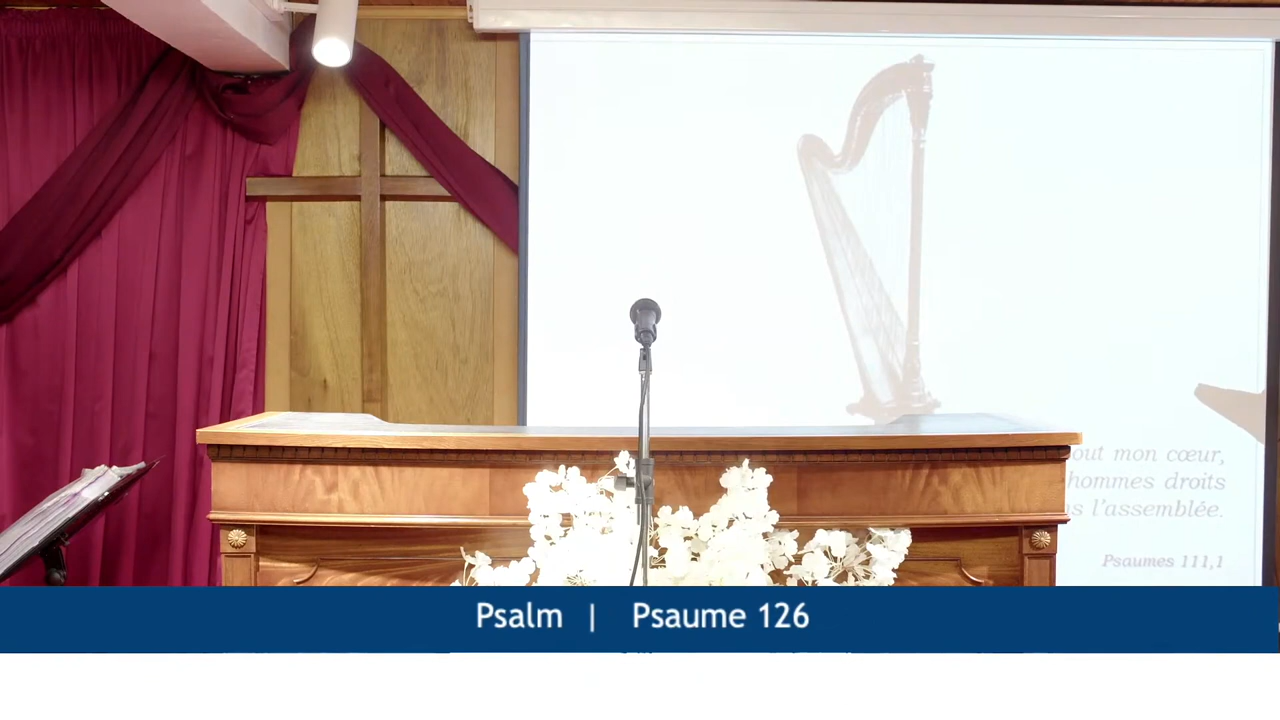 out mon cœur,
hommes droits
s l'assemblée.
Psaumes 111,1
Psalm | Psaume 126